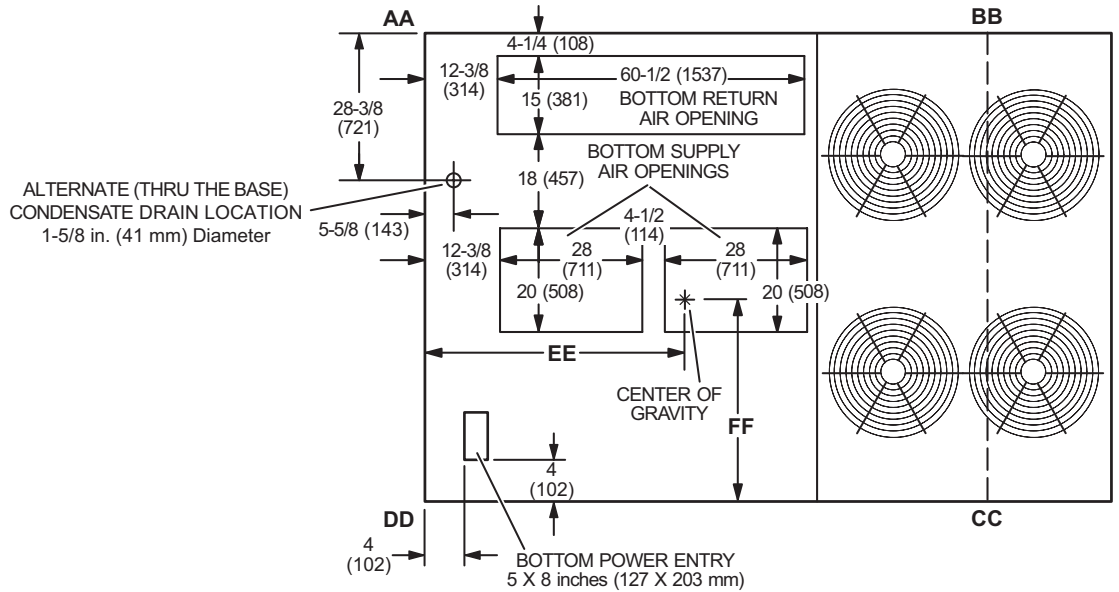 AA
BB
4-1/4 (108)
12-3/8
(314)
60-1/2 (1537)
15 (381)
BOTTOM RETURN
AIR OPENING
28-3/8
(721)
BOTTOM SUPPLY
AIR OPENINGS
18 (457)
ALTERNATE (THRU THE BASE)
CONDENSATE DRAIN LOCATION
1-5/8 in. (41 mm) Diameter
5-5/8 (143)
4-1/2
(114)
12-3/8
(314)
28
(711)
28
(711)
20 (508)
20 (508)
EE
CENTER OF
GRAVITY
FF
4
(102)
DD
CC
4
(102)
BOTTOM POWER ENTRY
5 X 8 inches (127 X 203 mm)